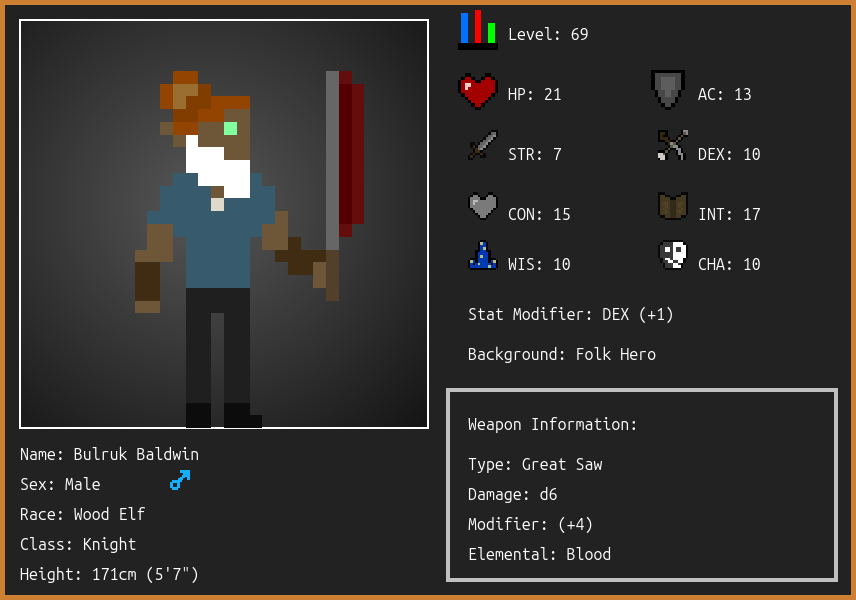 Level: 69
HP: 21
AC: 13
STR: 7
DEX: 10
CON: 15
INT: 17
WIS: 10
CHA: 10
Stat Modifier: DEX (+1)
Background: Folk Hero
Weapon Information:
Type: Great Saw
Damage: d6
Modifier: (+4)
Elemental: Blood
Name: Bulruk Baldwin
Sex: Male
Race: Wood Elf
Class: Knight
Height: 171cm (5'7")